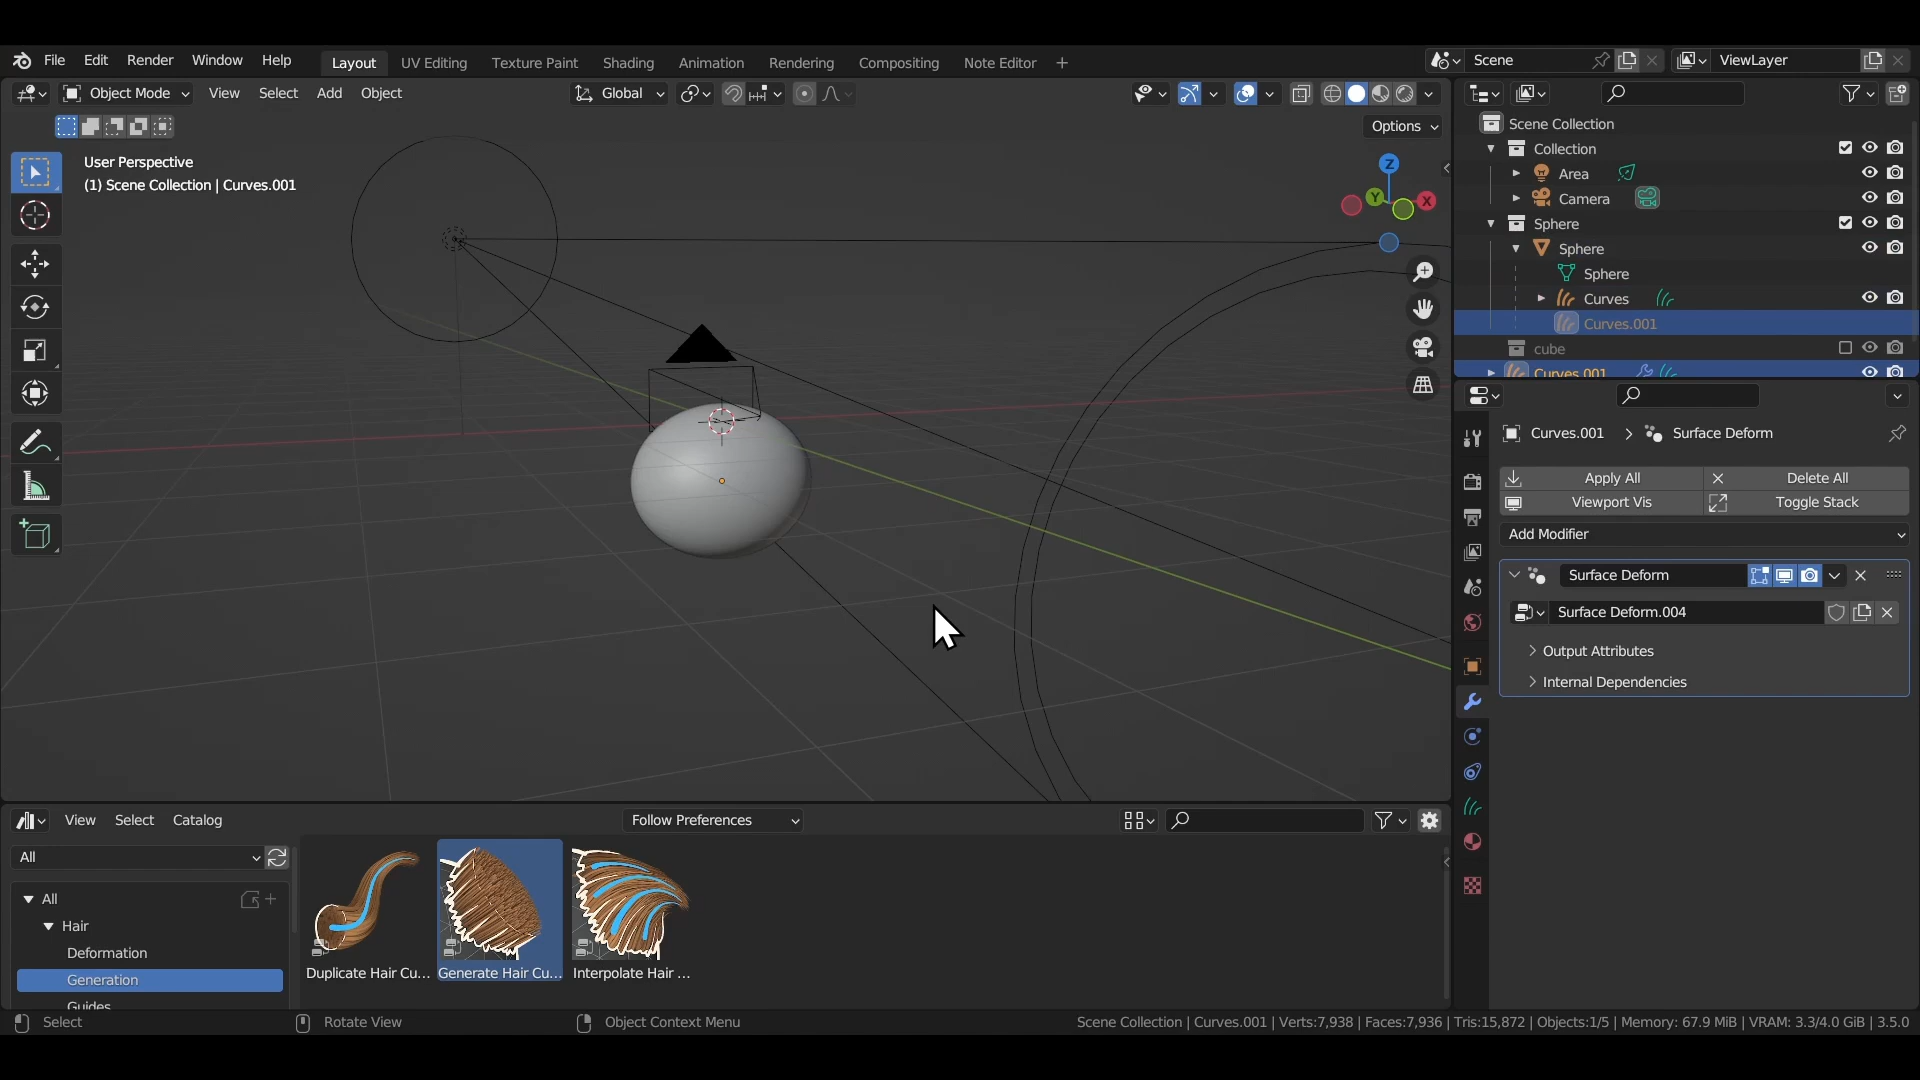 File Edit Render Window Help Layout UV Editing Texture Paint Shading Animation Rendering Compositing Note Editor + Scene ViewLayer
Object Mode View Select Add Object Global
Options
User Perspective
(1) Scene Collection | Curves.001
Z
Y
X
Scene Collection
Collection
Area
Camera
Sphere
Sphere
Sphere
Curves
Curves.001
cube
Curves.001
Curves.001 > Surface Deform
Apply All Delete All
Viewport Vis Toggle Stack
Add Modifier
Surface Deform
Surface Deform.004
Output Attributes
Internal Dependencies
View Select Catalog Follow Preferences
All
All
Hair
Deformation
Generation
Guides
Duplicate Hair Cu... Generate Hair Cu... Interpolate Hair ...
Select Rotate View Object Context Menu Scene Collection | Curves.001 | Verts:7,938 | Faces:7,936 | Tris:15,872 | Objects:1/5 | Memory: 67.9 MiB | VRAM: 3.3/4.0 GiB | 3.5.0